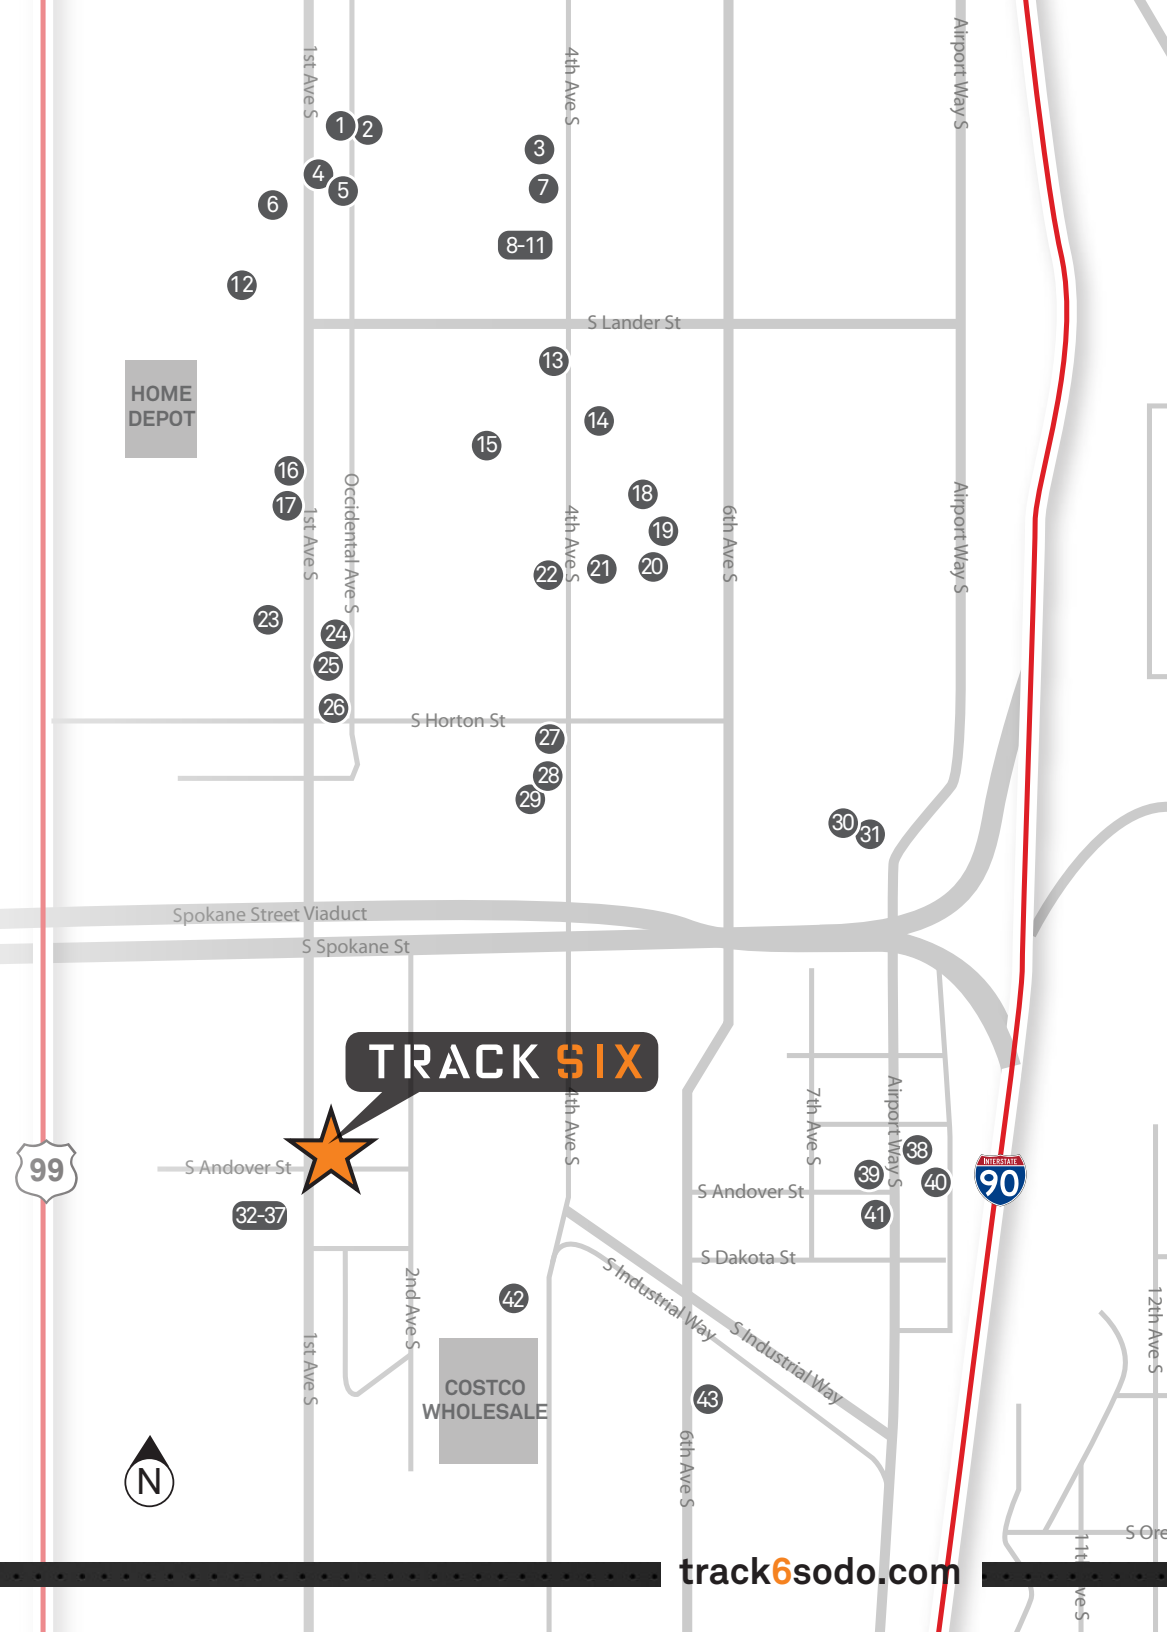 1st Ave S
4th Ave S
Airport Way S
1
2
3
4
5
6
7
8-11
12
S Lander St
13
HOME
DEPOT
14
15
16
17
18
19
20
21
22
Occidental Ave S
1st Ave S
4th Ave S
6th Ave S
Airport Way S
23
24
25
26
S Horton St
27
28
29
30
31
Spokane Street Viaduct
S Spokane St
TRACK SIX
4th Ave S
7th Ave S
Airport Way S
99
S Andover St
32-37
38
39
40
41
INTERSTATE
90
S Andover St
S Dakota St
S Industrial Way
S Industrial Way
2nd Ave S
1st Ave S
42
COSTCO
WHOLESALE
43
6th Ave S
12th Ave S
N
S Ore
11th Ave S
track6sodo.com